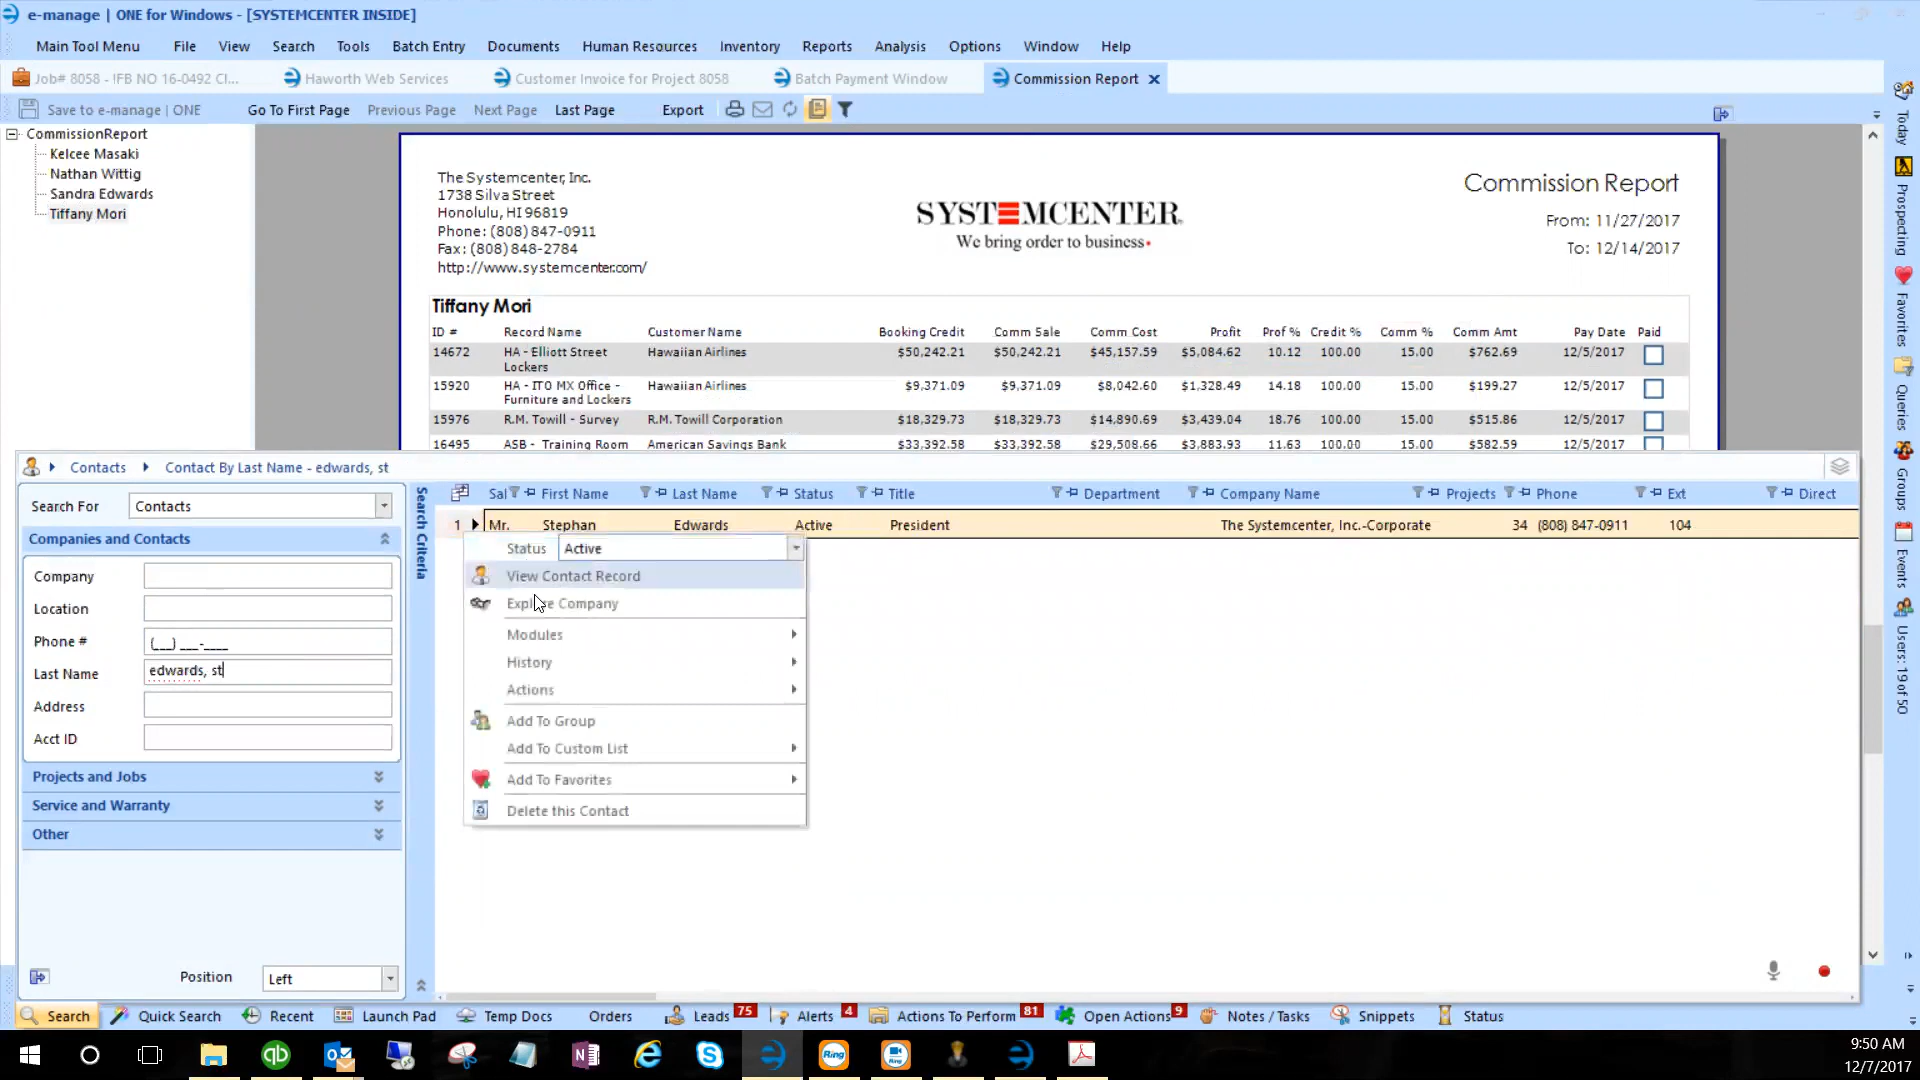 e-manage | ONE for Windows - [SYSTEMCENTER INSIDE]
Main Tool Menu File View Search Tools Batch Entry Documents Human Resources Inventory Reports Analysis Options Window Help
Job# 8058 - IFB NO 16-0492 Cl... Haworth Web Services Customer Invoice for Project 8058 Batch Payment Window Commission Report
Save to e-manage | ONE Go To First Page Previous Page Next Page Last Page Export
CommissionReport
Kelcee Masaki
Nathan Wittig
Sandra Edwards
Tiffany Mori
The Systemcenter, Inc.
1738 Silva Street
Honolulu, HI 96819
Phone: (808) 847-0911
Fax: (808) 848-2784
http://www.systemcenter.com/
SYSTEMCENTER
We bring order to business.
Commission Report
From: 11/27/2017
To: 12/14/2017
Tiffany Mori
ID # Record Name Customer Name Booking Credit Comm Sale Comm Cost Profit Prof % Credit % Comm % Comm Amt Pay Date Paid
14672 HA - Elliott Street Lockers Hawaiian Airlines $50,242.21 $50,242.21 $45,157.59 $5,084.62 10.12 100.00 15.00 $762.69 12/5/2017
15920 HA - ITO MX Office - Furniture and Lockers Hawaiian Airlines $9,371.09 $9,371.09 $8,042.60 $1,328.49 14.18 100.00 15.00 $199.27 12/5/2017
15976 R.M. Towill - Survey R.M. Towill Corporation $18,329.73 $18,329.73 $14,890.69 $3,439.04 18.76 100.00 15.00 $515.86 12/5/2017
16495 ASB - Training Room American Savings Bank $33,392.58 $33,392.58 $29,508.66 $3,883.93 11.63 100.00 15.00 $582.59 12/5/2017
Contacts Contact By Last Name - edwards, st
Search For Contacts
Companies and Contacts
Company
Location
Phone # (___) ___-____
Last Name edwards, st
Address
Acct ID
Projects and Jobs
Service and Warranty
Other
Position Left
Search Criteria
Sal First Name Last Name Status Title Department Company Name Projects Phone Ext Direct
1 Mr. Stephan Edwards Active President The Systemcenter, Inc.-Corporate 34 (808) 847-0911 104
Status Active
View Contact Record
Explore Company
Modules
History
Actions
Add To Group
Add To Custom List
Add To Favorites
Delete this Contact
Today
Prospecting
Favorites
Queries
Groups
Events
Users: 19 of 50
Search Quick Search Recent Launch Pad Temp Docs Orders Leads 75 Alerts 4 Actions To Perform 81 Open Actions 9 Notes / Tasks Snippets Status
Ring
Ring
9:50 AM
12/7/2017